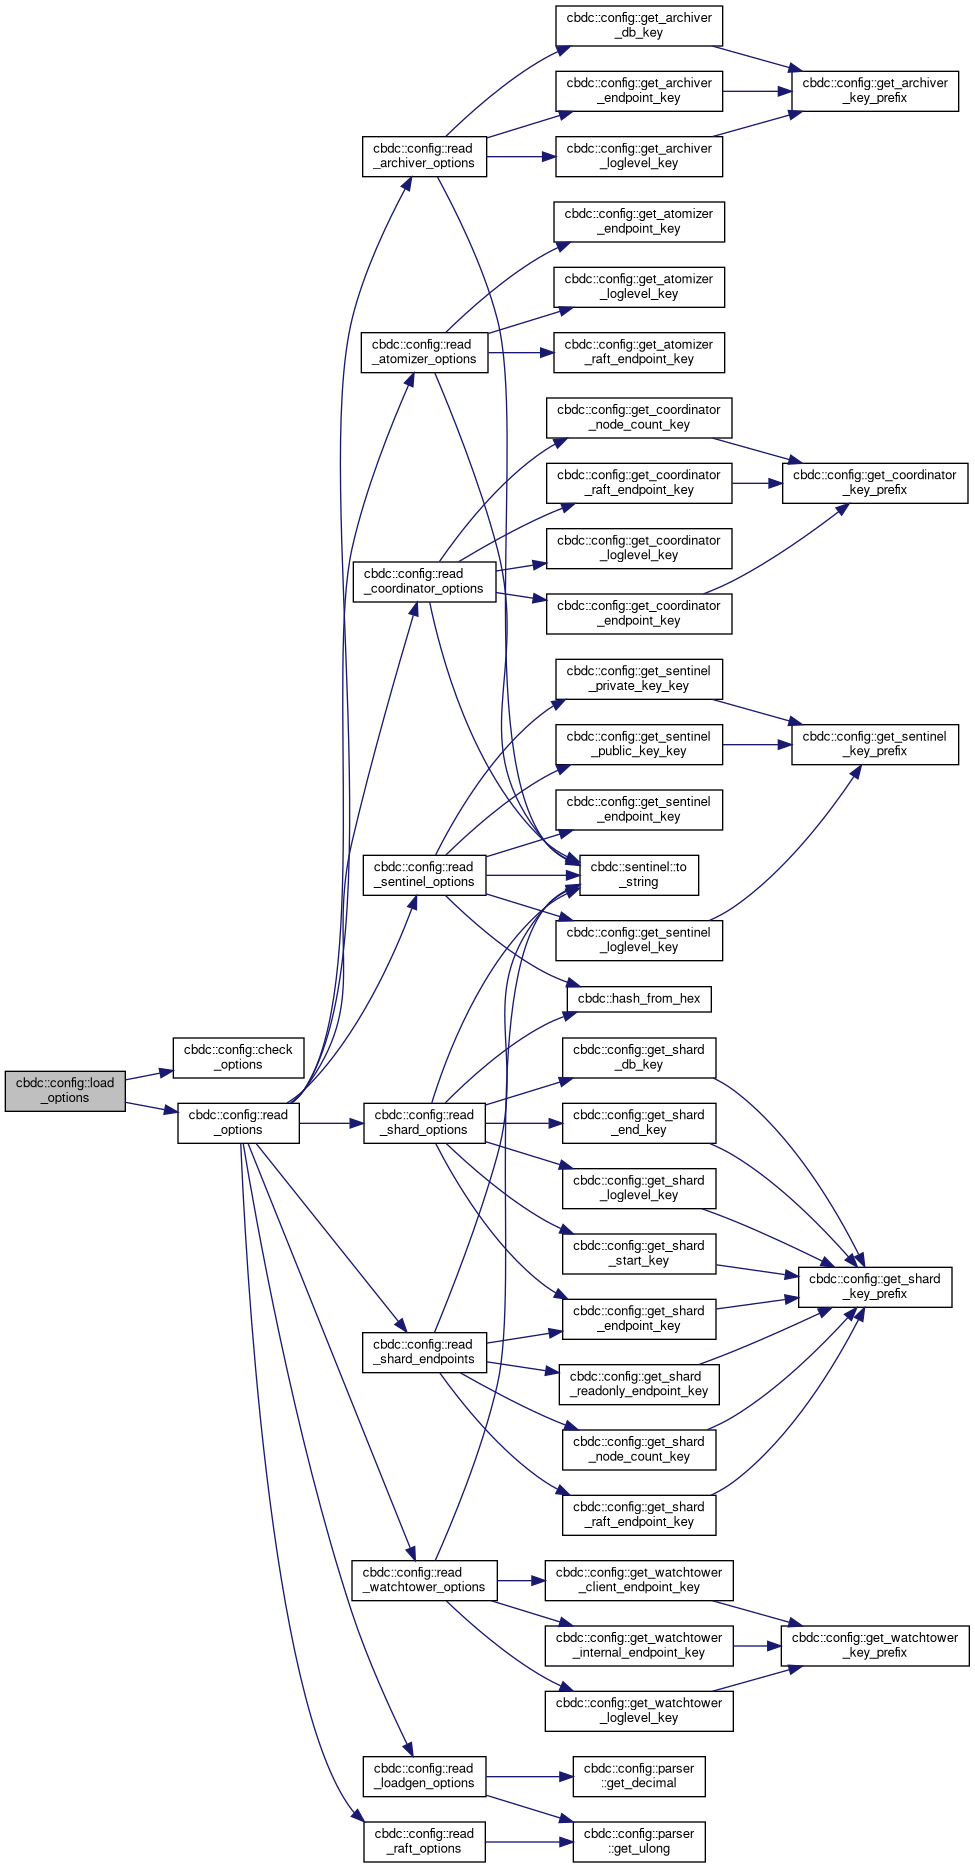 cbdc::config::load
_options
cbdc::config::check
_options
cbdc::config::read
_options
cbdc::config::read
_archiver_options
cbdc::config::read
_atomizer_options
cbdc::config::read
_coordinator_options
cbdc::config::read
_sentinel_options
cbdc::config::read
_shard_options
cbdc::config::read
_shard_endpoints
cbdc::config::read
_watchtower_options
cbdc::config::read
_loadgen_options
cbdc::config::read
_raft_options
cbdc::config::get_archiver
_db_key
cbdc::config::get_archiver
_endpoint_key
cbdc::config::get_archiver
_loglevel_key
cbdc::config::get_atomizer
_endpoint_key
cbdc::config::get_atomizer
_loglevel_key
cbdc::config::get_atomizer
_raft_endpoint_key
cbdc::config::get_coordinator
_node_count_key
cbdc::config::get_coordinator
_raft_endpoint_key
cbdc::config::get_coordinator
_loglevel_key
cbdc::config::get_coordinator
_endpoint_key
cbdc::config::get_sentinel
_private_key_key
cbdc::config::get_sentinel
_public_key_key
cbdc::config::get_sentinel
_endpoint_key
cbdc::sentinel::to
_string
cbdc::config::get_sentinel
_loglevel_key
cbdc::hash_from_hex
cbdc::config::get_shard
_db_key
cbdc::config::get_shard
_end_key
cbdc::config::get_shard
_loglevel_key
cbdc::config::get_shard
_start_key
cbdc::config::get_shard
_endpoint_key
cbdc::config::get_shard
_readonly_endpoint_key
cbdc::config::get_shard
_node_count_key
cbdc::config::get_shard
_raft_endpoint_key
cbdc::config::get_watchtower
_client_endpoint_key
cbdc::config::get_watchtower
_internal_endpoint_key
cbdc::config::get_watchtower
_loglevel_key
cbdc::config::parser
::get_decimal
cbdc::config::parser
::get_ulong
cbdc::config::get_archiver
_key_prefix
cbdc::config::get_coordinator
_key_prefix
cbdc::config::get_sentinel
_key_prefix
cbdc::config::get_shard
_key_prefix
cbdc::config::get_watchtower
_key_prefix